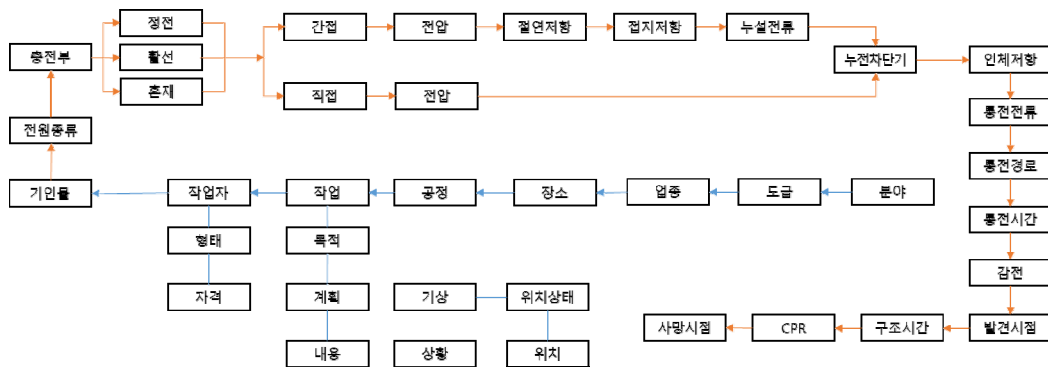 정전
간접
전압
절연저항
접지저항
누설전류
충전부
활선
누전차단기
인체저항
혼재
직접
전압
통전전류
전원종류
통전경로
기인물
작업자
작업
공정
장소
업종
도급
분야
통전시간
형태
목적
감전
자격
계획
기상
위치상태
사망시점
CPR
구조시간
발견시점
내용
상황
위치